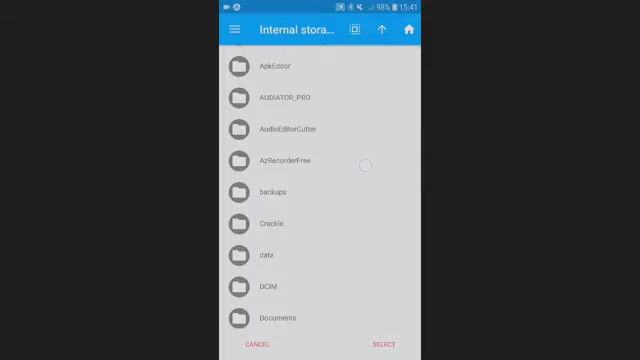 98% 15:41
Internal stora...
ApkEditor
AUDIATOR_PRO
AudioEditorCutter
AzRecorderFree
backups
Crackle
data
DCIM
Documents
CANCEL SELECT